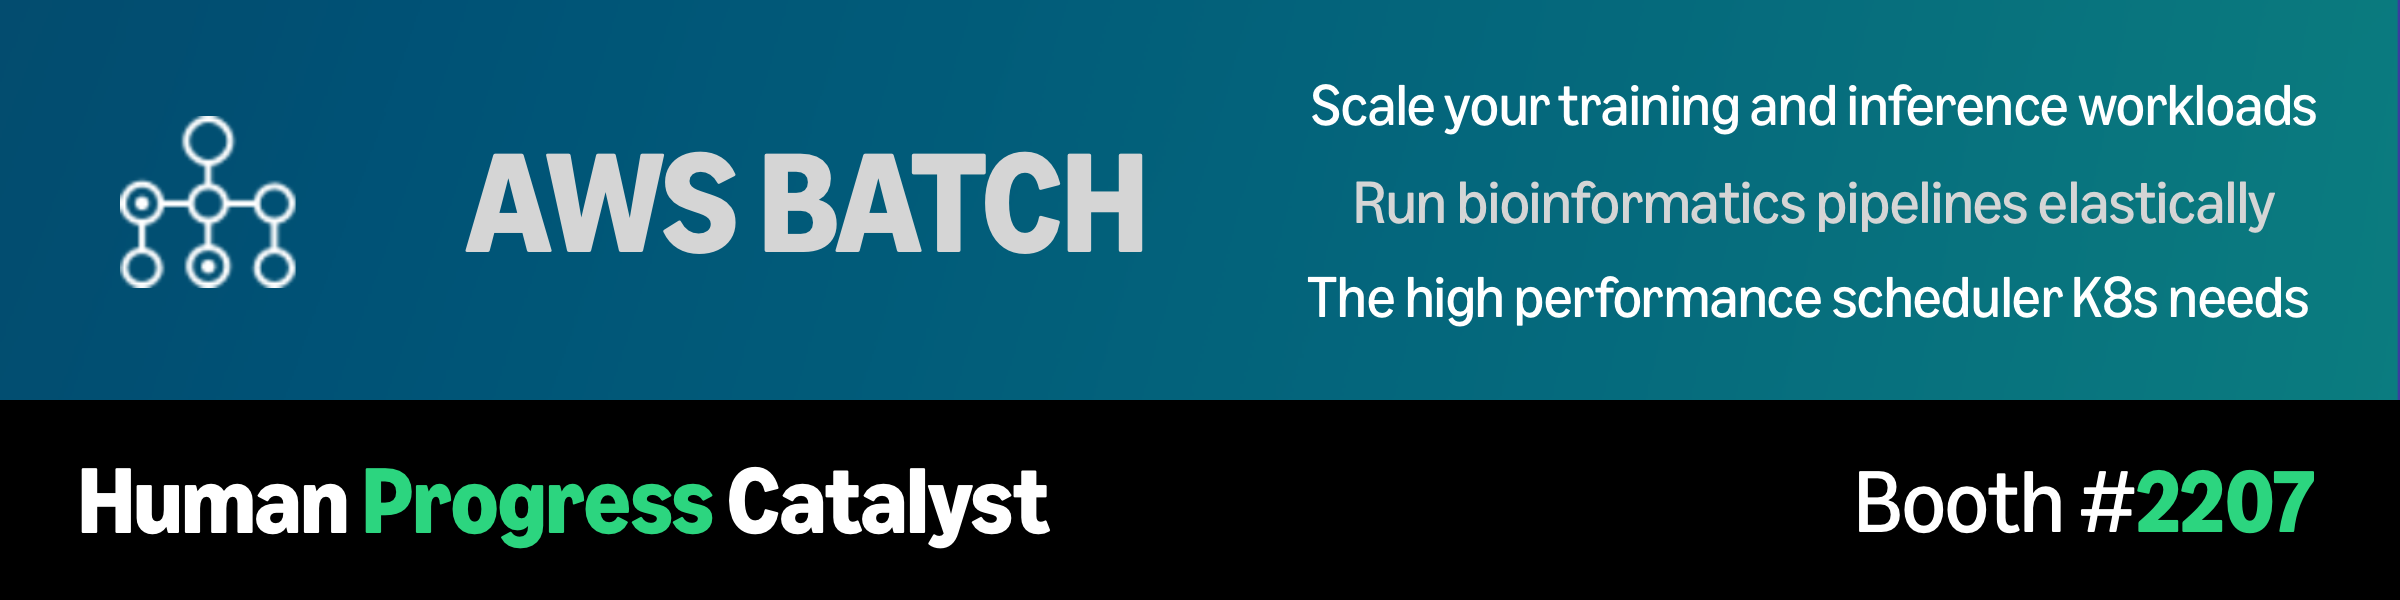 AWS BATCH
Scale your training and inference workloads
Run bioinformatics pipelines elastically
The high performance scheduler K8s needs
Human Progress Catalyst
Booth #2207